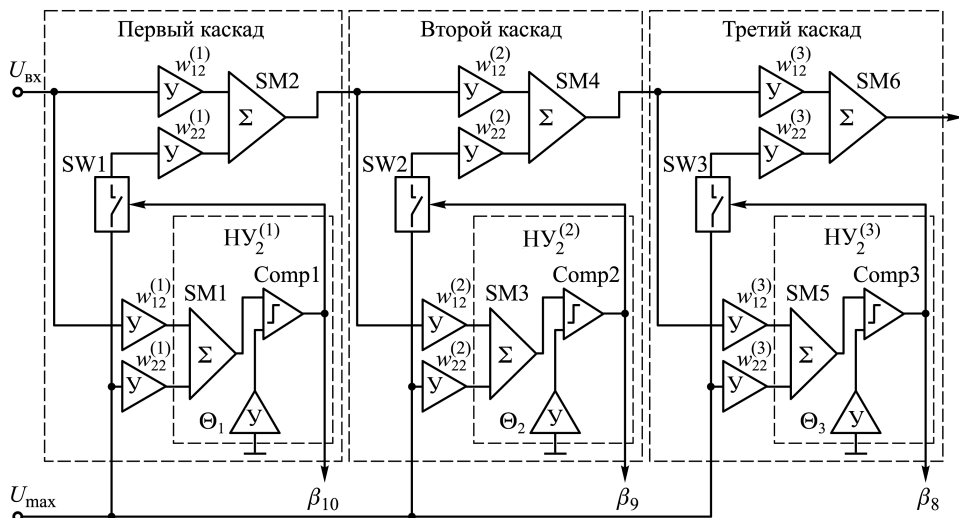 Первый каскад
Второй каскад
Третий каскад
U_вх
w_12^(1)
SM2
w_12^(2)
SM4
w_12^(3)
SM6
У
Σ
У
Σ
У
Σ
w_22^(1)
w_22^(2)
w_22^(3)
У
У
У
SW1
SW2
SW3
НУ_2^(1)
НУ_2^(2)
НУ_2^(3)
Comp1
Comp2
Comp3
w_12^(1)
SM1
w_12^(2)
SM3
w_12^(3)
SM5
У
Σ
У
Σ
У
Σ
w_22^(1)
w_22^(2)
w_22^(3)
У
У
У
Θ_1
У
Θ_2
У
Θ_3
У
U_max
β_10
β_9
β_8